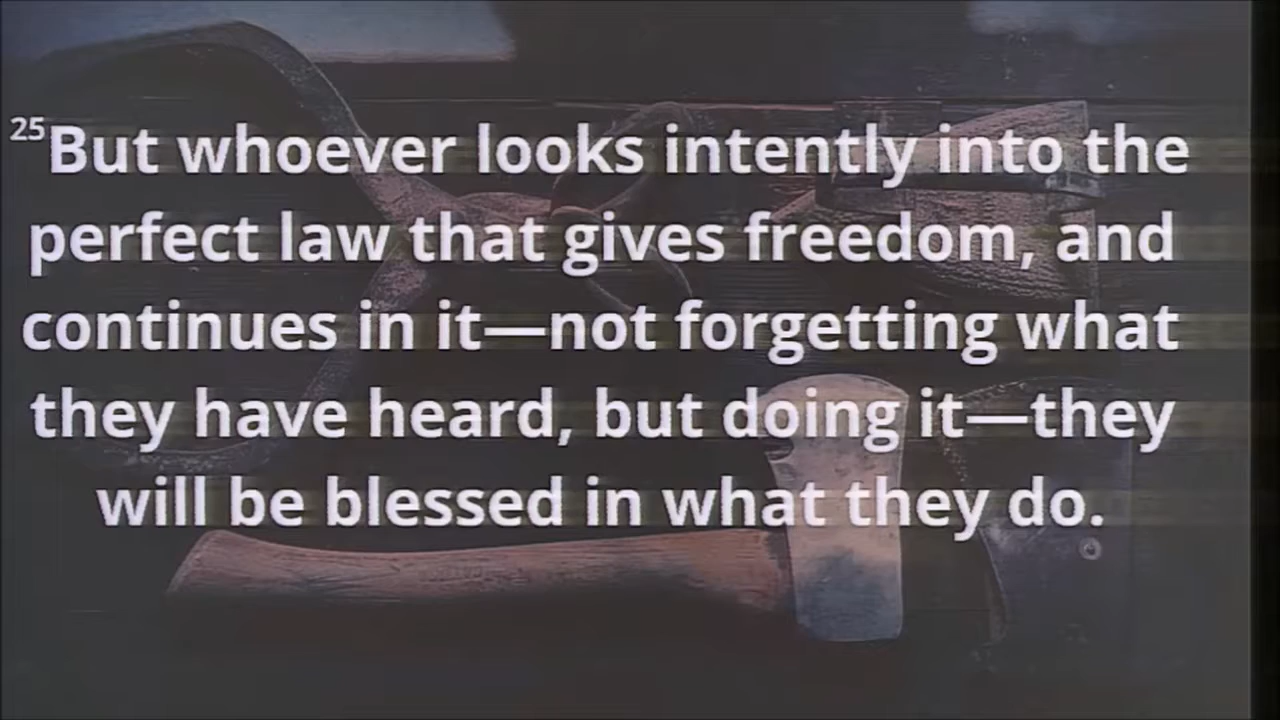 25But whoever looks intently into the
perfect law that gives freedom, and
continues in it—not forgetting what
they have heard, but doing it—they
will be blessed in what they do.